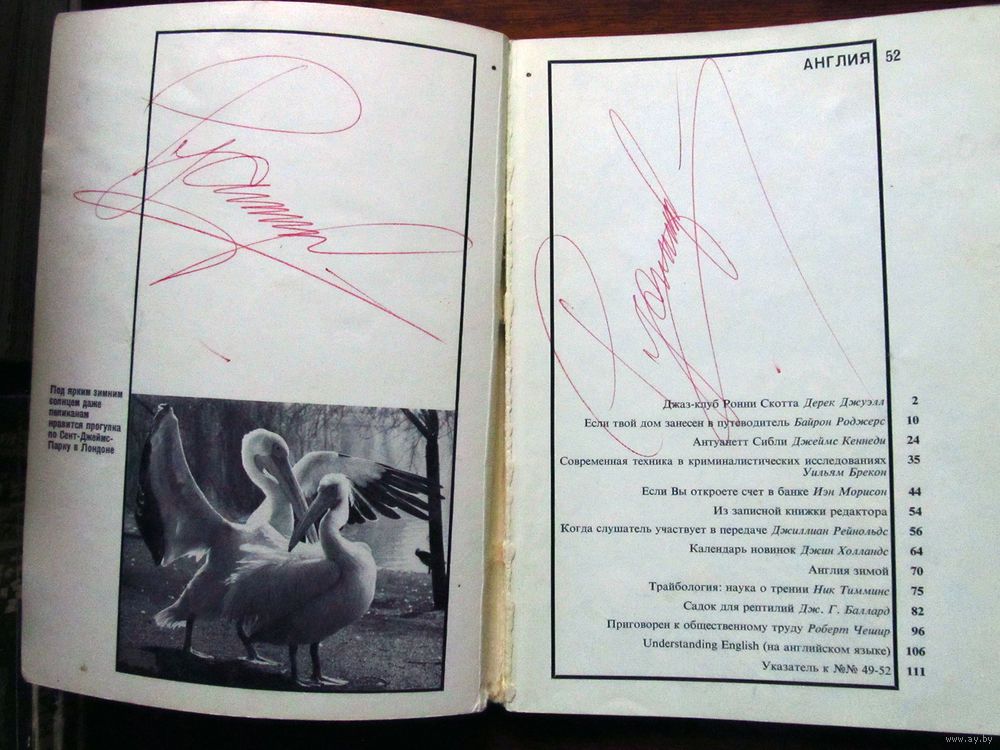 Под ярким зимним
солнцем даже
пеликанам
нравится прогулка
по Сент-Джеймс-
Парку в Лондоне
АНГЛИЯ 52
Джаз-клуб Ронни Скотта Дерек Джуэлл 2
Если твой дом занесен в путеводитель Байрон Роджерс 10
Антуанетт Сибли Джеймс Кеннеди 24
Современная техника в криминалистических исследованиях 35
Уильям Брекон
Если Вы откроете счет в банке Иэн Морисон 44
Из записной книжки редактора 54
Когда слушатель участвует в передаче Джиллиан Рейнольдс 56
Календарь новинок Джин Холландс 64
Англия зимой 70
Трайбология: наука о трении Ник Тимминс 75
Садок для рептилий Дж. Г. Баллард 82
Приговорен к общественному труду Роберт Чешир 96
Understanding English (на английском языке) 106
Указатель к №№ 49-52 111
www.ay.by